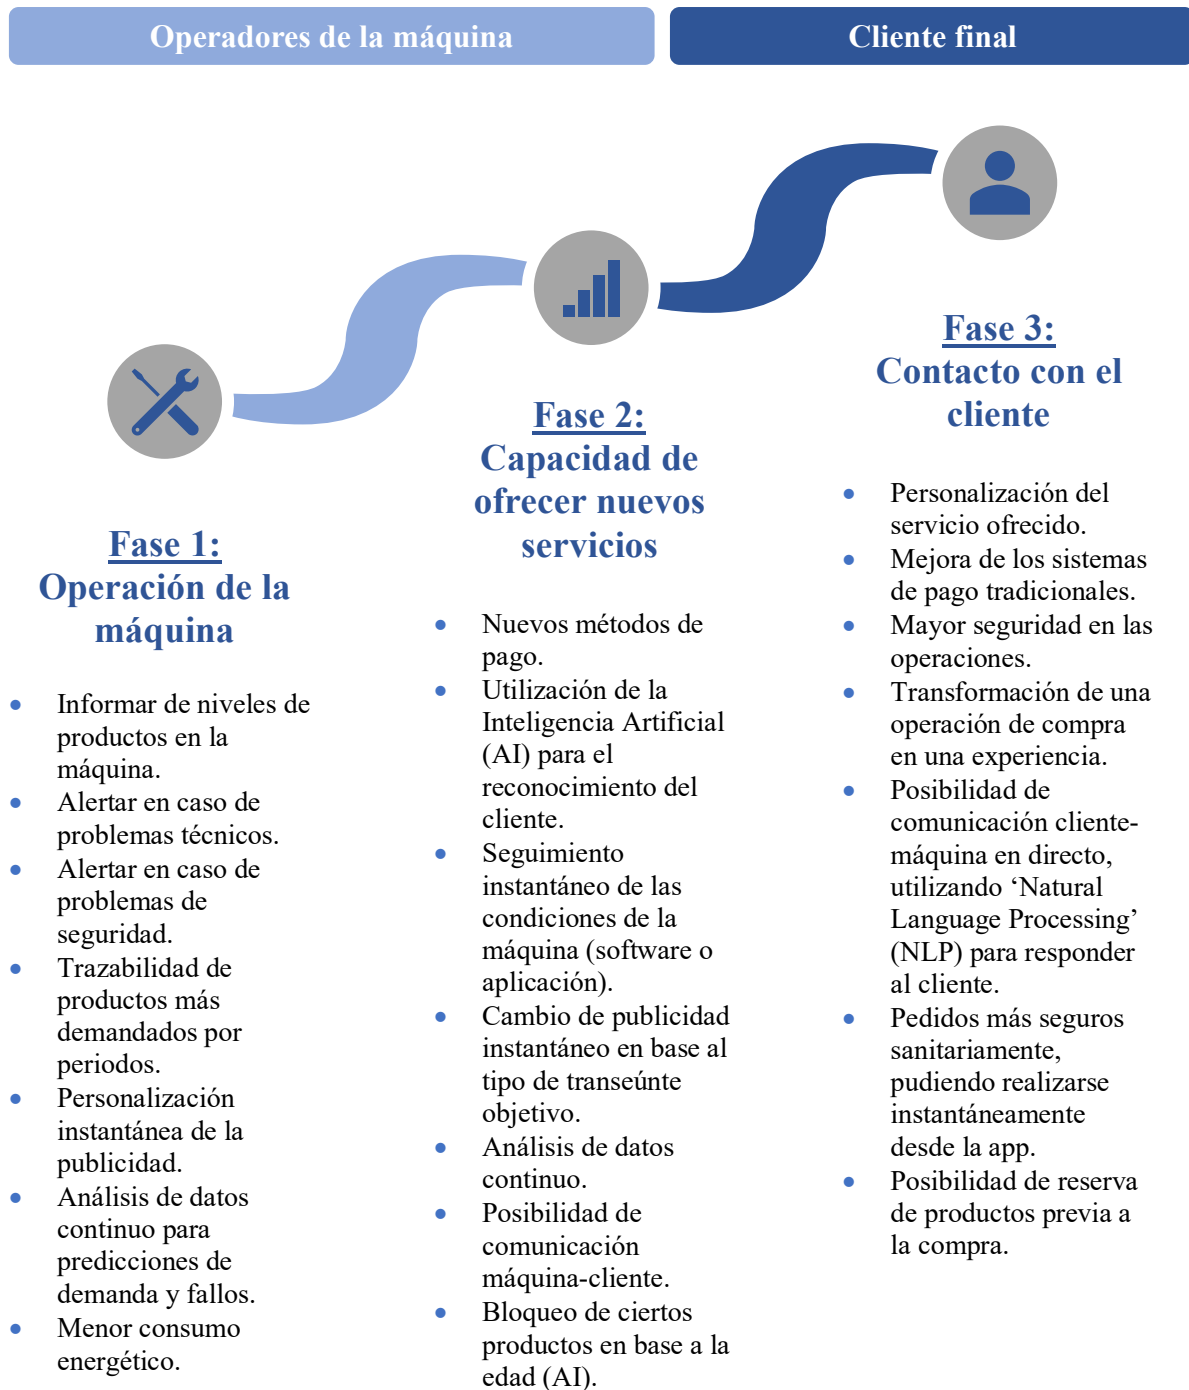 Operadores de la máquina
Cliente final
Fase 1:
Operación de la
máquina
Informar de niveles de
productos en la
máquina.
Alertar en caso de
problemas técnicos.
Alertar en caso de
problemas de
seguridad.
Trazabilidad de
productos más
demandados por
periodos.
Personalización
instantánea de la
publicidad.
Análisis de datos
continuo para
predicciones de
demanda y fallos.
Menor consumo
energético.
Fase 2:
Capacidad de
ofrecer nuevos
servicios
Nuevos métodos de
pago.
Utilización de la
Inteligencia Artificial
(AI) para el
reconocimiento del
cliente.
Seguimiento
instantáneo de las
condiciones de la
máquina (software o
aplicación).
Cambio de publicidad
instantáneo en base al
tipo de transeúnte
objetivo.
Análisis de datos
continuo.
Posibilidad de
comunicación
máquina-cliente.
Bloqueo de ciertos
productos en base a la
edad (AI).
Fase 3:
Contacto con el
cliente
Personalización del
servicio ofrecido.
Mejora de los sistemas
de pago tradicionales.
Mayor seguridad en las
operaciones.
Transformación de una
operación de compra
en una experiencia.
Posibilidad de
comunicación cliente-
máquina en directo,
utilizando ‘Natural
Language Processing’
(NLP) para responder
al cliente.
Pedidos más seguros
sanitariamente,
pudiendo realizarse
instantáneamente
desde la app.
Posibilidad de reserva
de productos previa a
la compra.